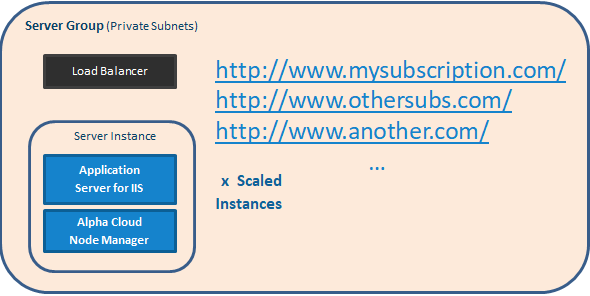 Server Group (Private Subnets)
Load Balancer
http://www.mysubscription.com/
http://www.othersubs.com/
http://www.another.com/
...
Server Instance
Application
Server for IIS
x Scaled
Instances
Alpha Cloud
Node Manager